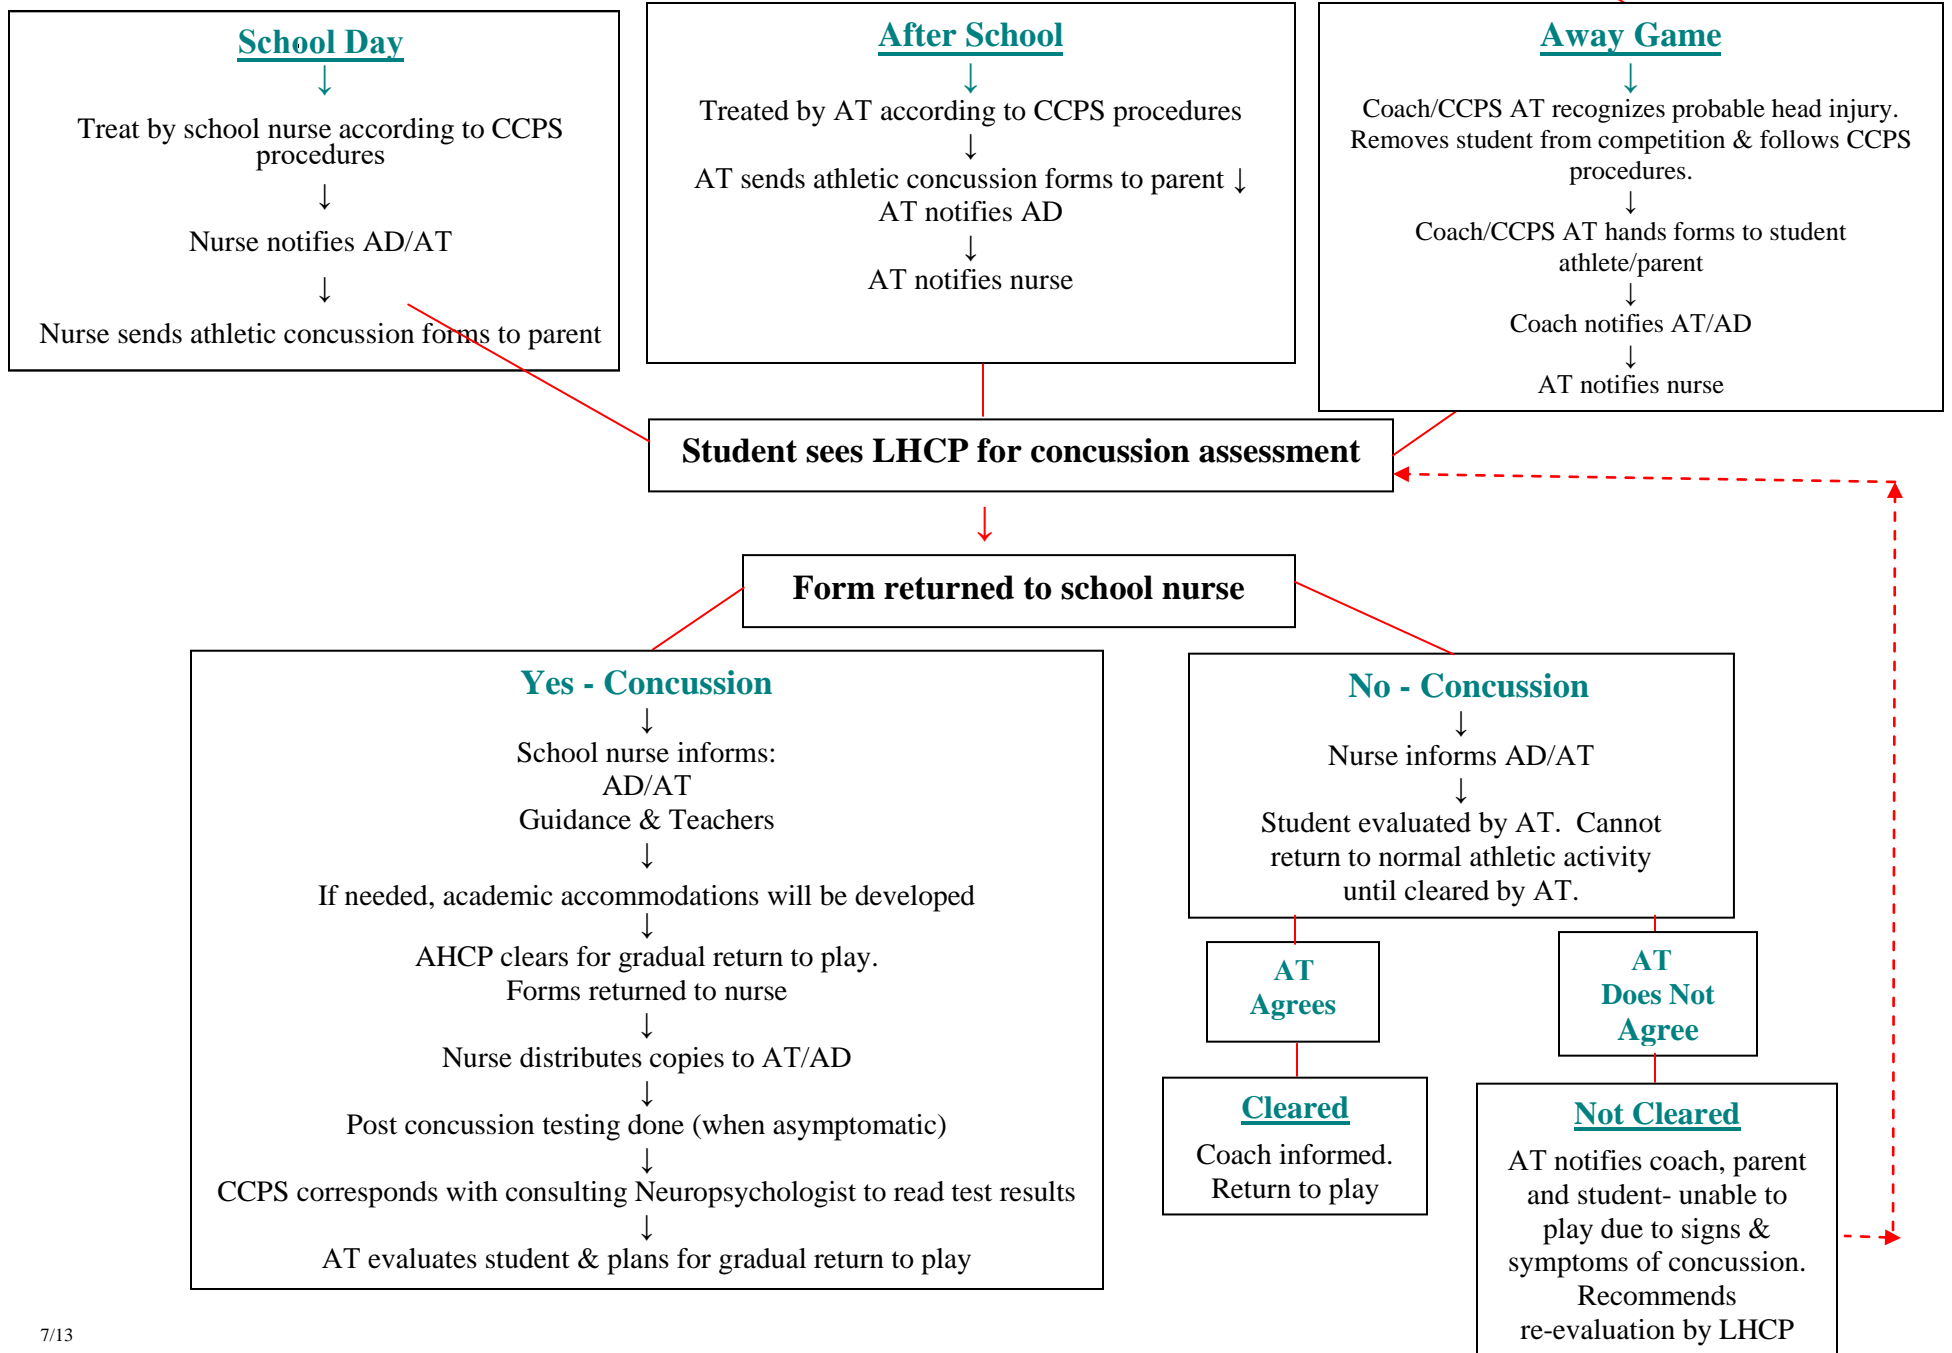 School Day
↓
Treat by school nurse according to CCPS
procedures
↓
Nurse notifies AD/AT
↓
Nurse sends athletic concussion forms to parent
After School
↓
Treated by AT according to CCPS procedures
↓
AT sends athletic concussion forms to parent ↓
AT notifies AD
↓
AT notifies nurse
Away Game
↓
Coach/CCPS AT recognizes probable head injury.
Removes student from competition & follows CCPS
procedures.
↓
Coach/CCPS AT hands forms to student
athlete/parent
↓
Coach notifies AT/AD
↓
AT notifies nurse
Student sees LHCP for concussion assessment
↓
Form returned to school nurse
Yes - Concussion
↓
School nurse informs:
AD/AT
Guidance & Teachers
↓
If needed, academic accommodations will be developed
↓
AHCP clears for gradual return to play.
Forms returned to nurse
↓
Nurse distributes copies to AT/AD
↓
Post concussion testing done (when asymptomatic)
↓
CCPS corresponds with consulting Neuropsychologist to read test results
↓
AT evaluates student & plans for gradual return to play
No - Concussion
↓
Nurse informs AD/AT
↓
Student evaluated by AT.  Cannot
return to normal athletic activity
until cleared by AT.
AT
Agrees
AT
Does Not
Agree
Cleared
Coach informed.
Return to play
Not Cleared
AT notifies coach, parent
and student- unable to
play due to signs &
symptoms of concussion.
Recommends
re-evaluation by LHCP
7/13